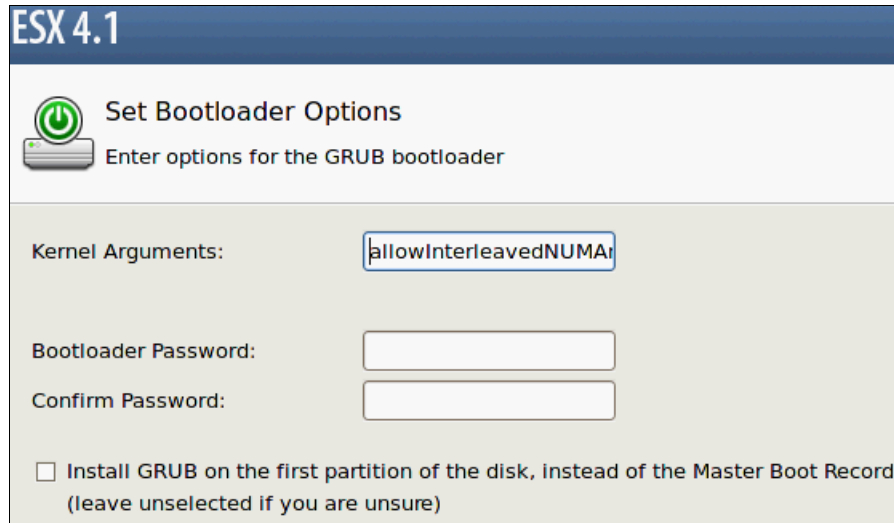 ESX 4.1
Set Bootloader Options
Enter options for the GRUB bootloader
Kernel Arguments: allowInterleavedNUMA
Bootloader Password:
Confirm Password:
Install GRUB on the first partition of the disk, instead of the Master Boot Record
(leave unselected if you are unsure)